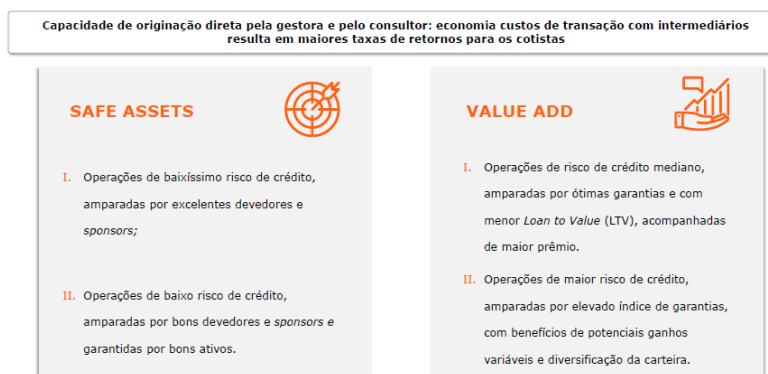 Capacidade de originação direta pela gestora e pelo consultor: economia custos de transação com intermediários
resulta em maiores taxas de retornos para os cotistas
SAFE ASSETS
I. Operações de baixíssimo risco de crédito,
amparadas por excelentes devedores e
sponsors;
II. Operações de baixo risco de crédito,
amparadas por bons devedores e sponsors e
garantidas por bons ativos.
VALUE ADD
I. Operações de risco de crédito mediano,
amparadas por ótimas garantias e com
menor Loan to Value (LTV), acompanhadas
de maior prêmio.
II. Operações de maior risco de crédito,
amparadas por elevado índice de garantias,
com benefícios de potenciais ganhos
variáveis e diversificação da carteira.